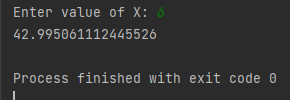 Enter value of X: 6
42.995061112445526
Process finished with exit code 0